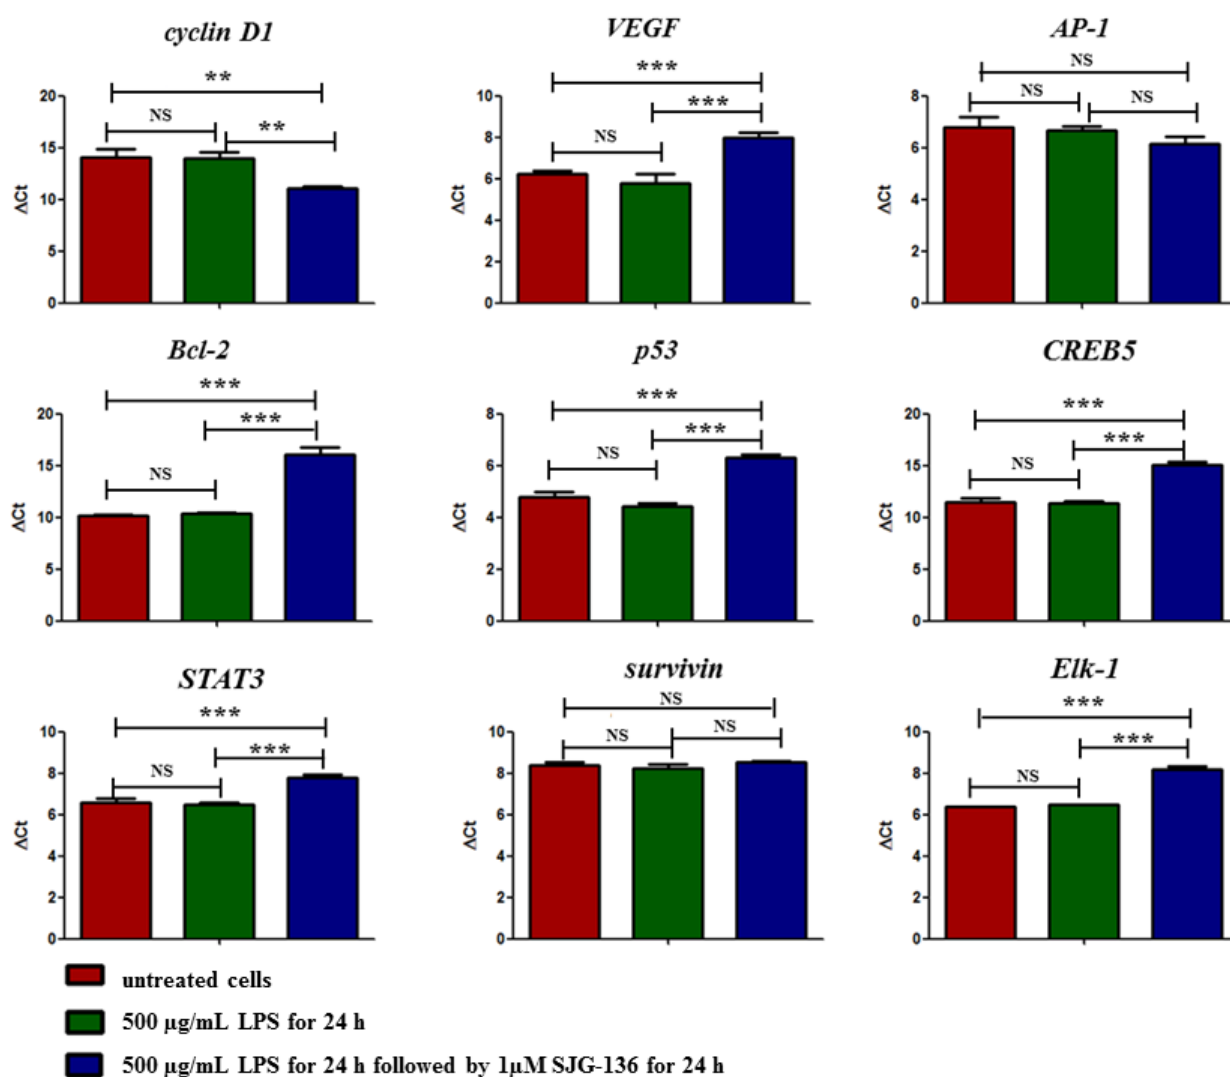 cyclin D1
VEGF
AP-1
**
NS
**
20
15
10
5
0
ΔCt
***
NS
***
10
8
6
4
2
0
ΔCt
NS
NS
NS
8
6
4
2
0
ΔCt
Bcl-2
p53
CREB5
***
NS
***
20
15
10
5
0
ΔCt
***
NS
***
8
6
4
2
0
ΔCt
***
NS
***
20
15
10
5
0
ΔCt
STAT3
survivin
Elk-1
***
NS
***
10
8
6
4
2
0
ΔCt
NS
NS
NS
10
8
6
4
2
0
ΔCt
***
NS
***
10
8
6
4
2
0
ΔCt
untreated cells
500 µg/mL LPS for 24 h
500 µg/mL LPS for 24 h followed by 1µM SJG-136 for 24 h